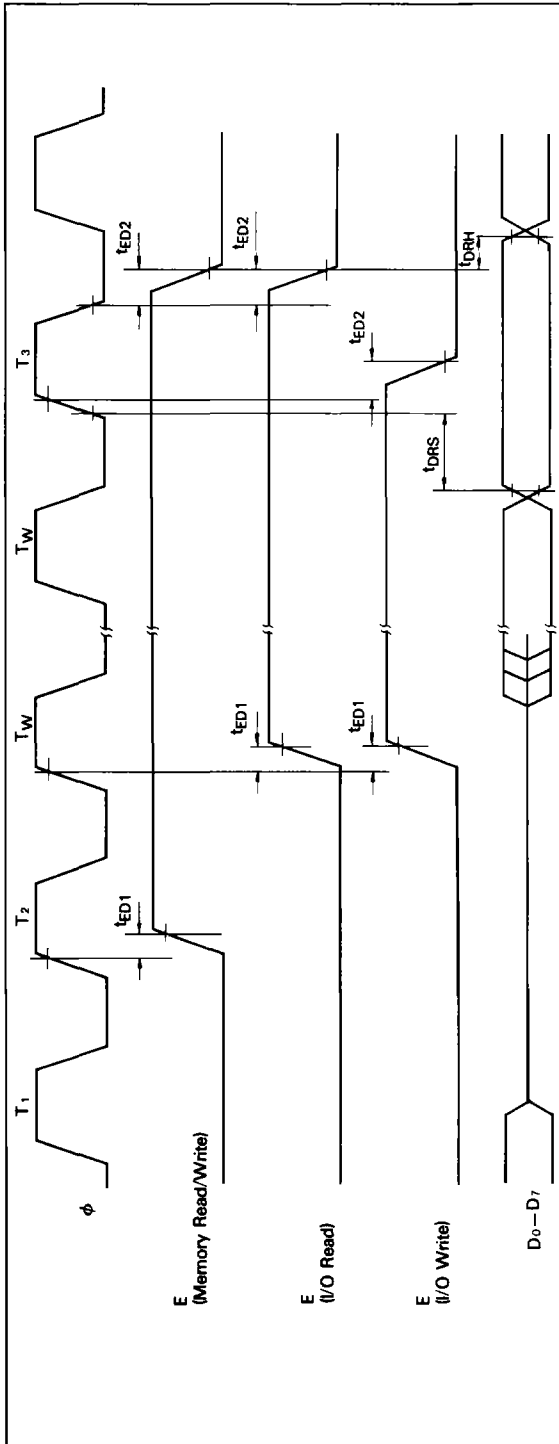 T1 T2 TW TW T3
φ
E
(Memory Read/Write)
tED1 tED2
E
(I/O Read)
tED1 tED2
E
(I/O Write)
tED1 tED2
tDRS tDRH
D0–D7